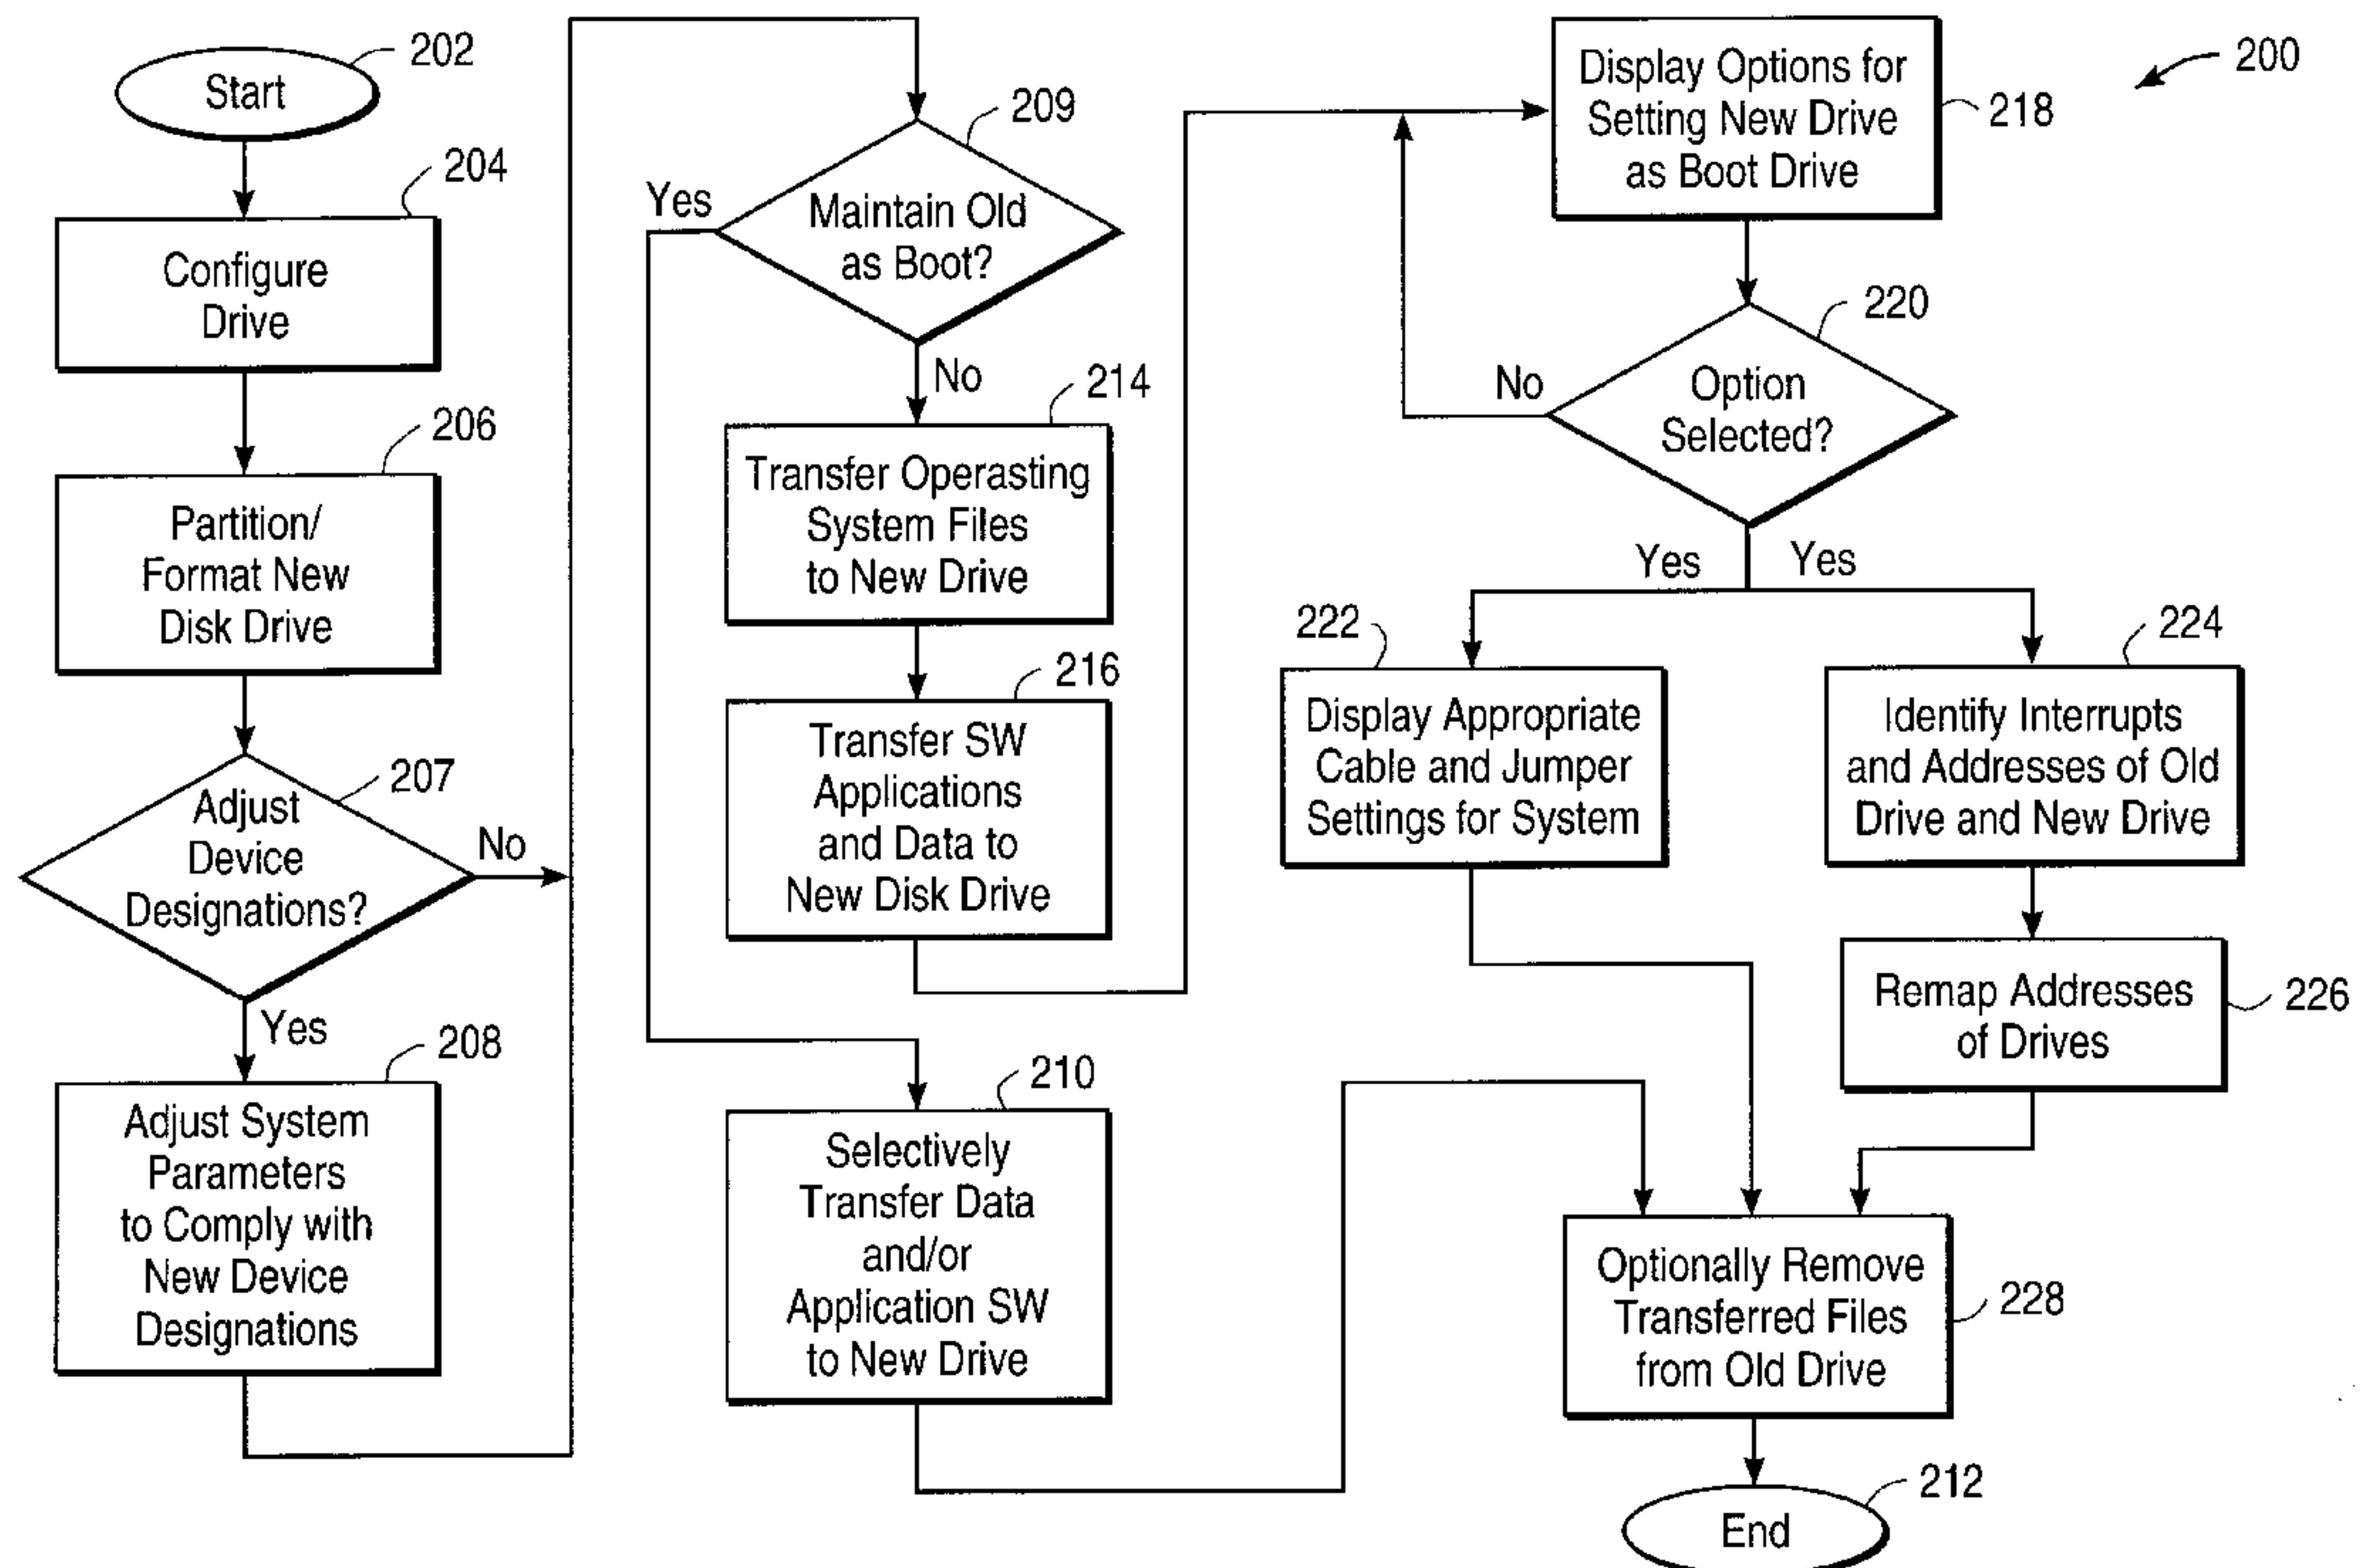 Start
202
204
Configure
Drive
206
Partition/
Format New
Disk Drive
207
Adjust
Device
Designations?
No
Yes
208
Adjust System
Parameters
to Comply with
New Device
Designations
209
Maintain Old
as Boot?
Yes
No
214
Transfer Operasting
System Files
to New Drive
216
Transfer SW
Applications
and Data to
New Disk Drive
210
Selectively
Transfer Data
and/or
Application SW
to New Drive
200
Display Options for
Setting New Drive
as Boot Drive
218
220
Option
Selected?
No
Yes
Yes
222
Display Appropriate
Cable and Jumper
Settings for System
224
Identify Interrupts
and Addresses of Old
Drive and New Drive
Remap Addresses
of Drives
226
Optionally Remove
Transferred Files
from Old Drive
228
212
End